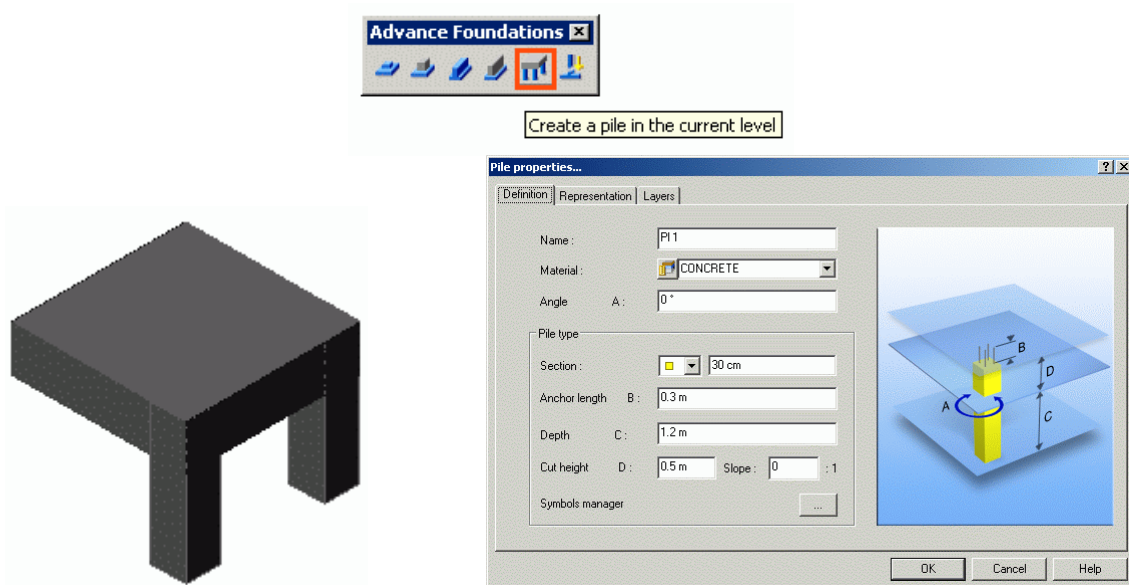 Advance Foundations
Create a pile in the current level
Pile properties...
Definition Representation Layers
Name : PI 1
Material : CONCRETE
Angle A : 0 °
Pile type
Section : 30 cm
Anchor length B : 0.3 m
Depth C : 1.2 m
Cut height D : 0.5 m Slope : 0 : 1
Symbols manager ...
B
D
A
C
OK Cancel Help